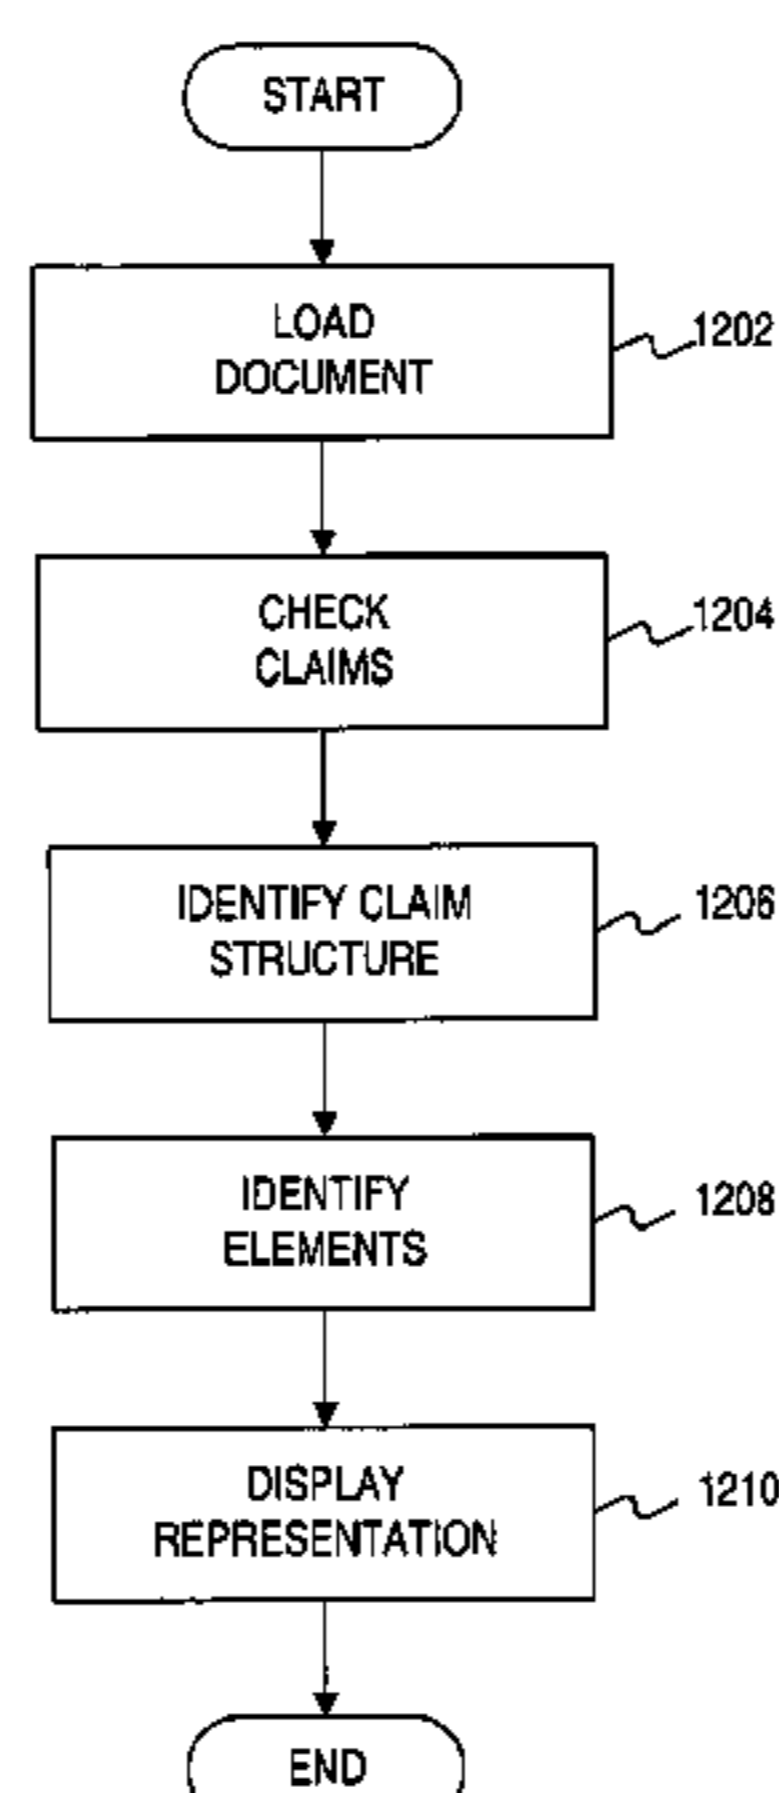 START
LOAD
DOCUMENT
1202
CHECK
CLAIMS
1204
IDENTIFY CLAIM
STRUCTURE
1206
IDENTIFY
ELEMENTS
1208
DISPLAY
REPRESENTATION
1210
END